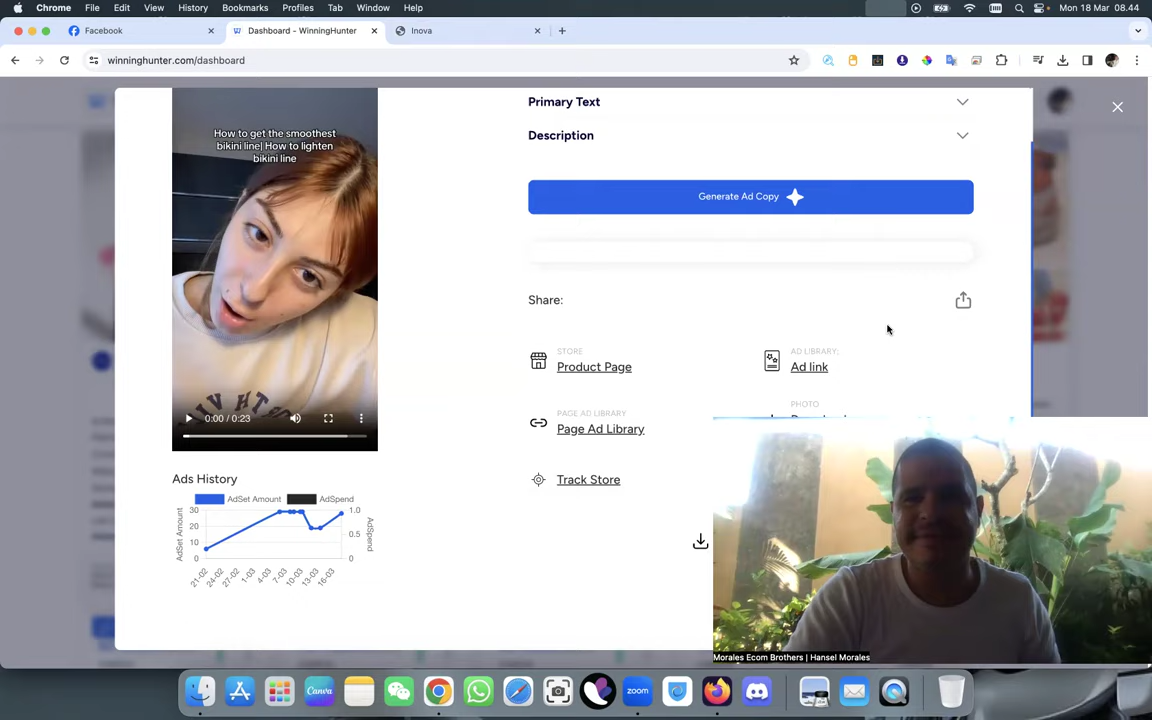 Chrome File Edit View History Bookmarks Profiles Tab Window Help
Mon 18 Mar 08.44
Facebook
Dashboard - WinningHunter
Inova
winninghunter.com/dashboard
How to get the smoothest
bikini line| How to lighten
bikini line
0:00 / 0:23
Ads History
AdSet Amount
AdSpend
AdSet Amount
30
20
10
0
1.0
0.5
0
AdSpend
21-02
24-02
27-02
1-03
4-03
7-03
10-03
13-03
16-03
Primary Text
Description
Generate Ad Copy
Share:
STORE
Product Page
AD LIBRARY:
Ad link
PAGE AD LIBRARY
Page Ad Library
PHOTO
Track Store
Morales Ecom Brothers | Hansel Morales
Canva
zoom